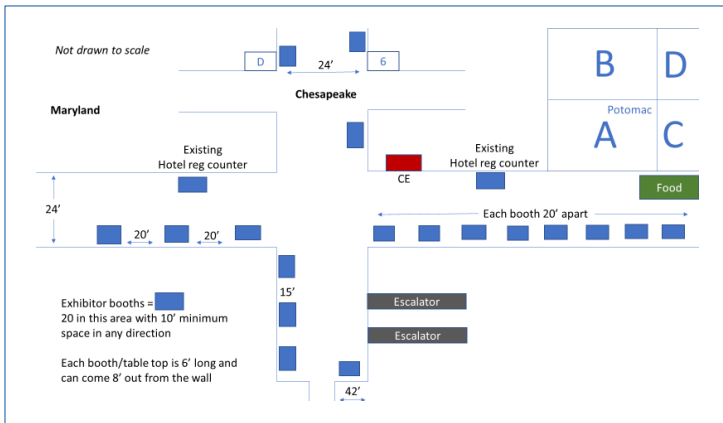 Not drawn to scale
D
6
24’
Chesapeake
Maryland
B
D
Potomac
A
C
Existing
Hotel reg counter
CE
Existing
Hotel reg counter
Food
24’
Each booth 20’ apart
20’
20’
15’
Exhibitor booths =
20 in this area with 10’ minimum
space in any direction
Each booth/table top is 6’ long and
can come 8’ out from the wall
Escalator
Escalator
42’